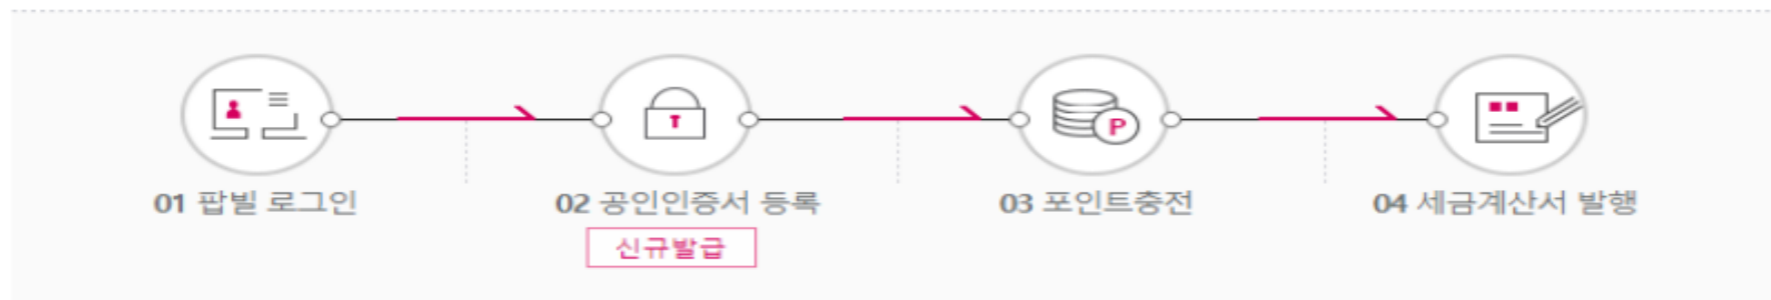 P
01 팝빌 로그인
02 공인인증서 등록
03 포인트충전
04 세금계산서 발행
신규발급